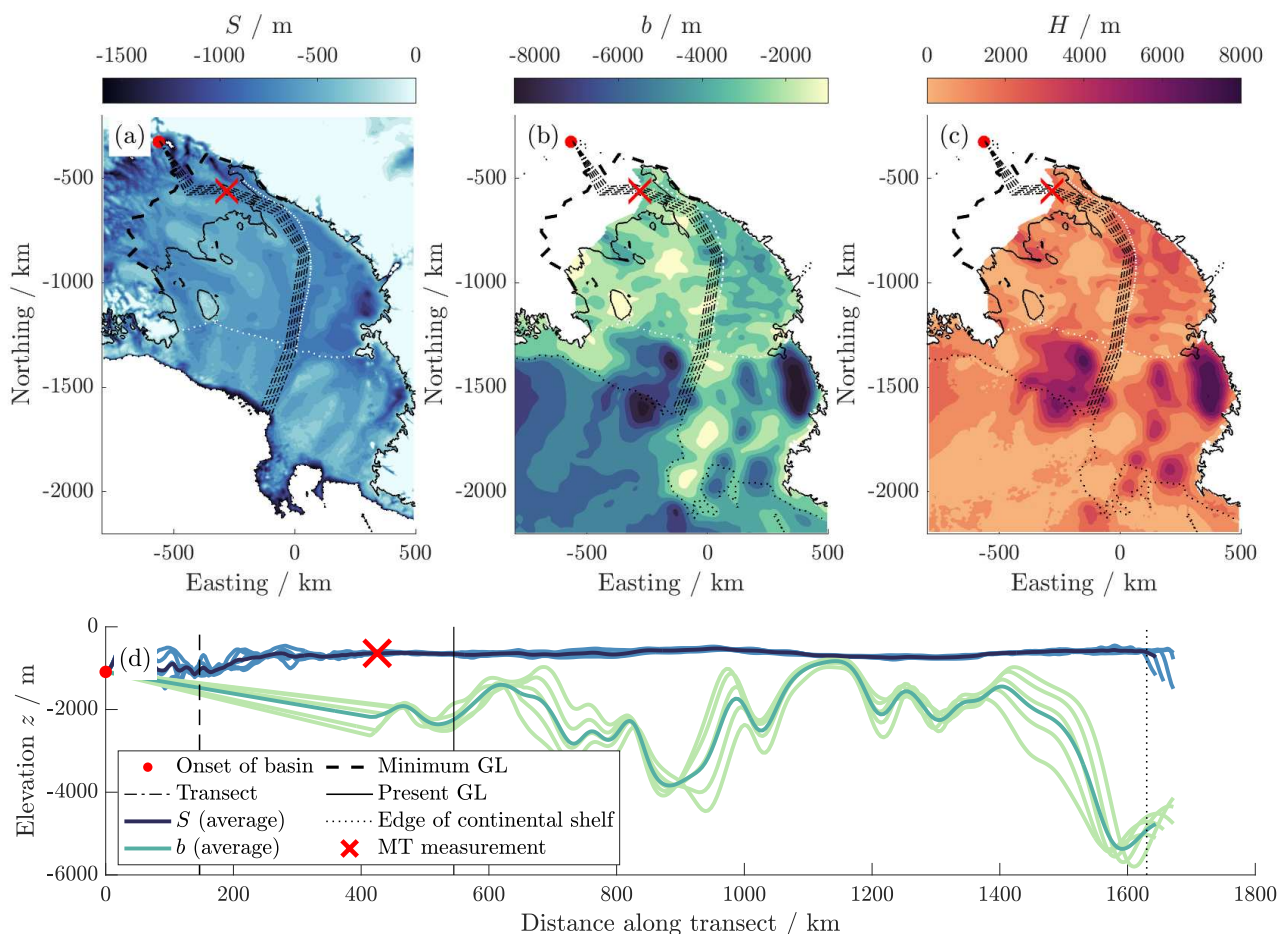 S / m
b / m
H / m
-1500 -1000 -500 0
-8000 -6000 -4000 -2000
0 2000 4000 6000 8000
(a)
(b)
(c)
Northing / km
-500
-1000
-1500
-2000
Northing / km
-500
-1000
-1500
-2000
Northing / km
-500
-1000
-1500
-2000
-500 0 500
-500 0 500
-500 0 500
Easting / km
Easting / km
Easting / km
(d)
Elevation z / m
0
-2000
-4000
-6000
Onset of basin
Transect
S (average)
b (average)
Minimum GL
Present GL
Edge of continental shelf
MT measurement
0 200 400 600 800 1000 1200 1400 1600 1800
Distance along transect / km